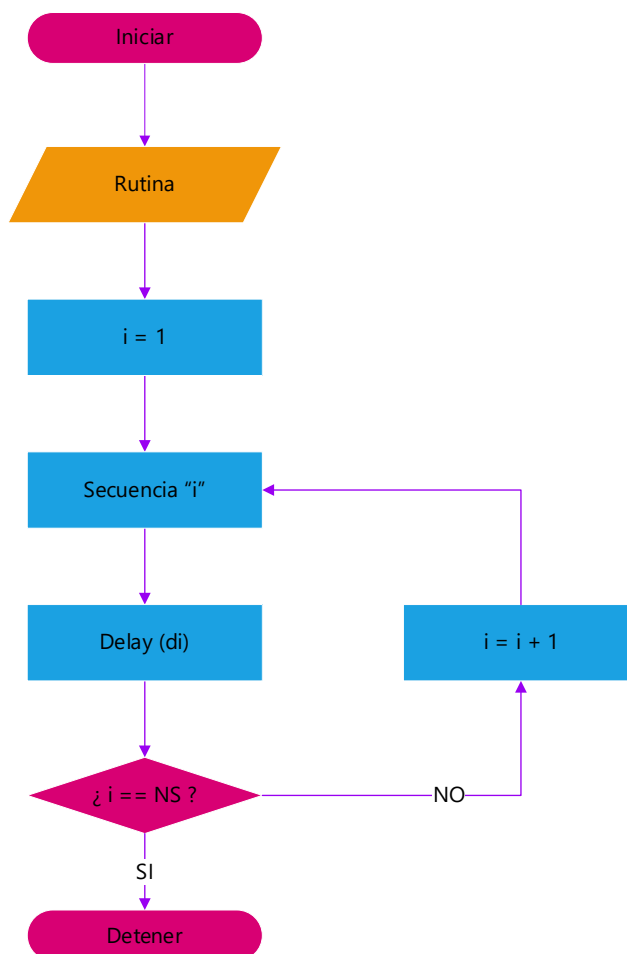 Iniciar
Rutina
i = 1
Secuencia “i”
Delay (di)
i = i + 1
¿ i == NS ?
NO
SI
Detener